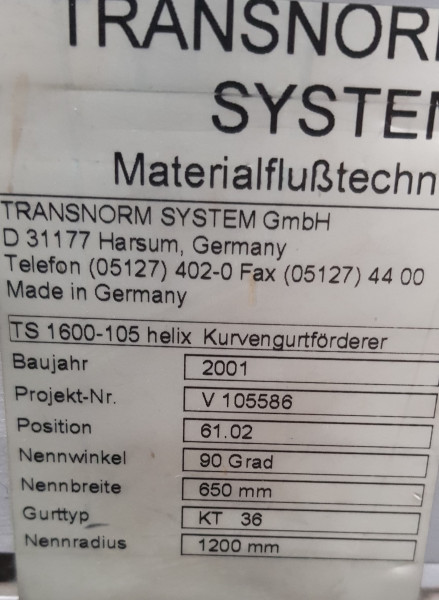 TRANSNOR
SYSTE
Materialflußtechn
TRANSNORM SYSTEM GmbH
D 31177 Harsum, Germany
Telefon (05127) 402-0 Fax (05127) 44 00
Made in Germany
TS 1600-105 helix Kurvengurtförderer
Baujahr 2001
Projekt-Nr. V 105586
Position 61.02
Nennwinkel 90 Grad
Nennbreite 650 mm
Gurttyp KT 36
Nennradius 1200 mm